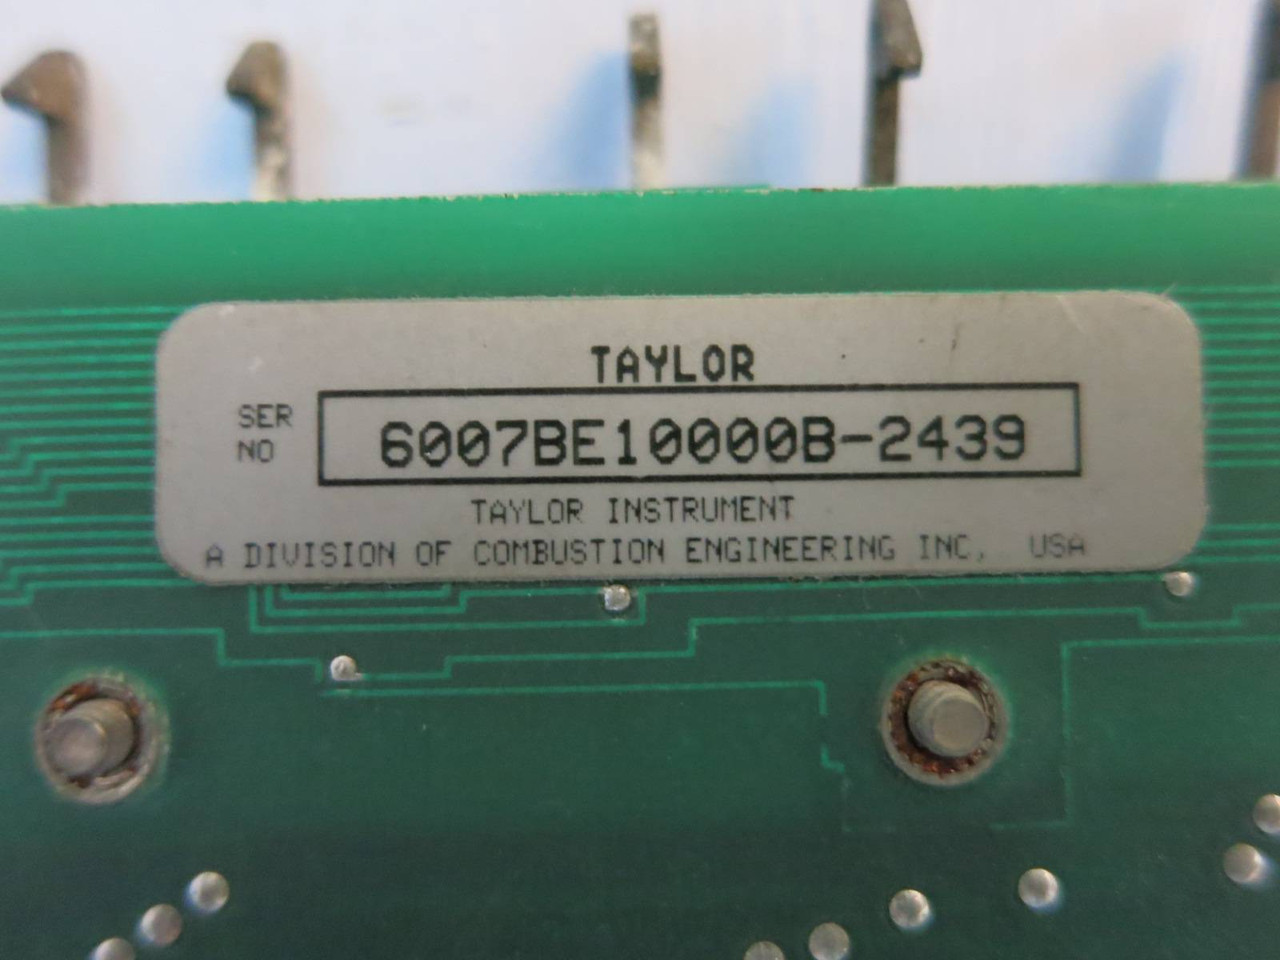 TAYLOR
SER
NO
6007BE10000B-2439
TAYLOR INSTRUMENT
A DIVISION OF COMBUSTION ENGINEERING INC, USA